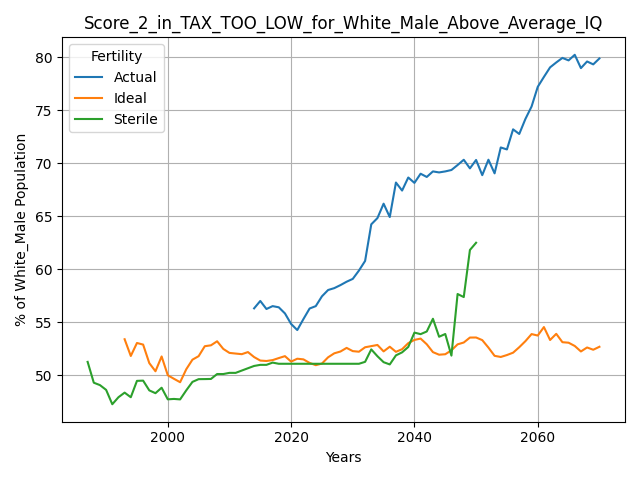 Score_2_in_TAX_TOO_LOW_for_White_Male_Above_Average_IQ
Fertility
Actual
Ideal
Sterile
% of White_Male Population
80
75
70
65
60
55
50
2000
2020
2040
2060
Years